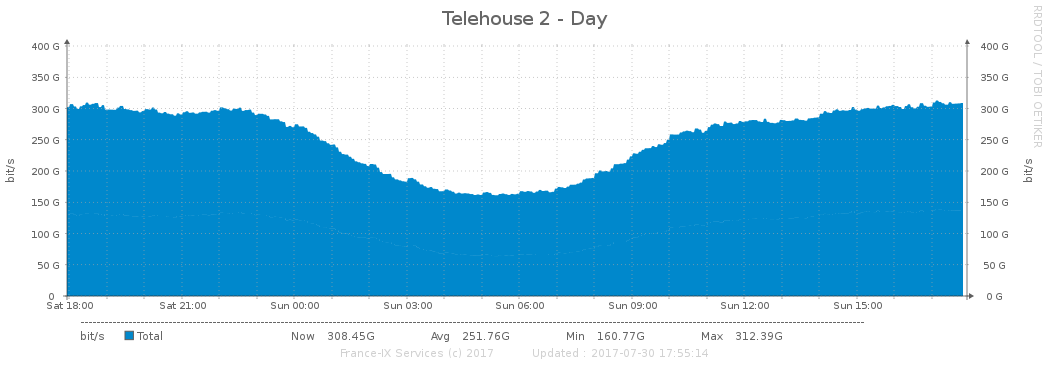 Telehouse 2 - Day
RRDTOOL / TOBI OETIKER
400 G 400 G
350 G 350 G
300 G 300 G
250 G 250 G
200 G 200 G
150 G 150 G
100 G 100 G
50 G 50 G
0 0 G
bit/s bit/s
Sat 18:00 Sat 21:00 Sun 00:00 Sun 03:00 Sun 06:00 Sun 09:00 Sun 12:00 Sun 15:00
bit/s Total Now 308.45G Avg 251.76G Min 160.77G Max 312.39G
France-IX Services (c) 2017 Updated : 2017-07-30 17:55:14